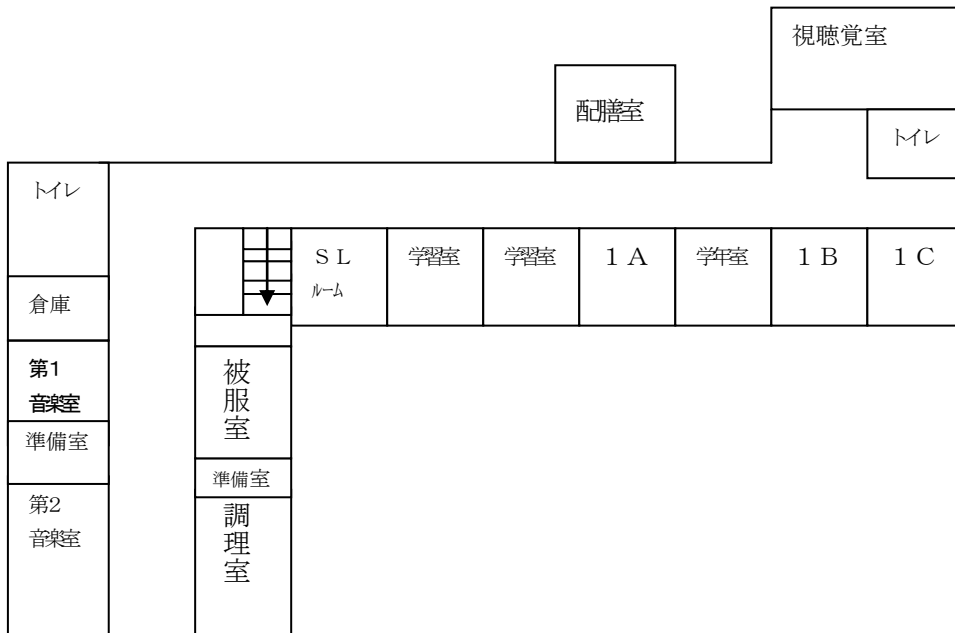 視聴覚室
配膳室
トイレ
トイレ
ＳＬ
ルーム
学習室
学習室
１Ａ
学年室
１Ｂ
１Ｃ
倉庫
第1
音楽室
被服室
準備室
準備室
第2
音楽室
調理室